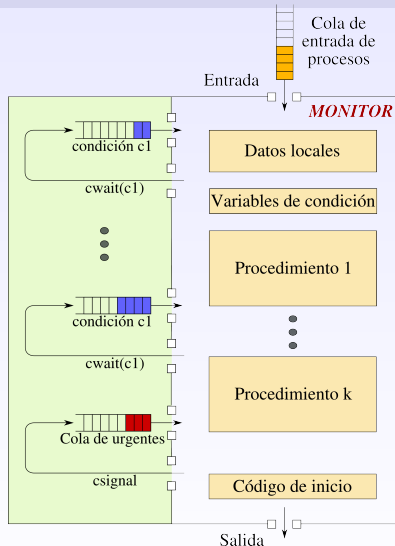 Cola de
entrada de
procesos
Entrada
MONITOR
condición c1
cwait(c1)
Datos locales
Variables de condición
Procedimiento 1
condición c1
cwait(c1)
Procedimiento k
Cola de urgentes
csignal
Código de inicio
Salida